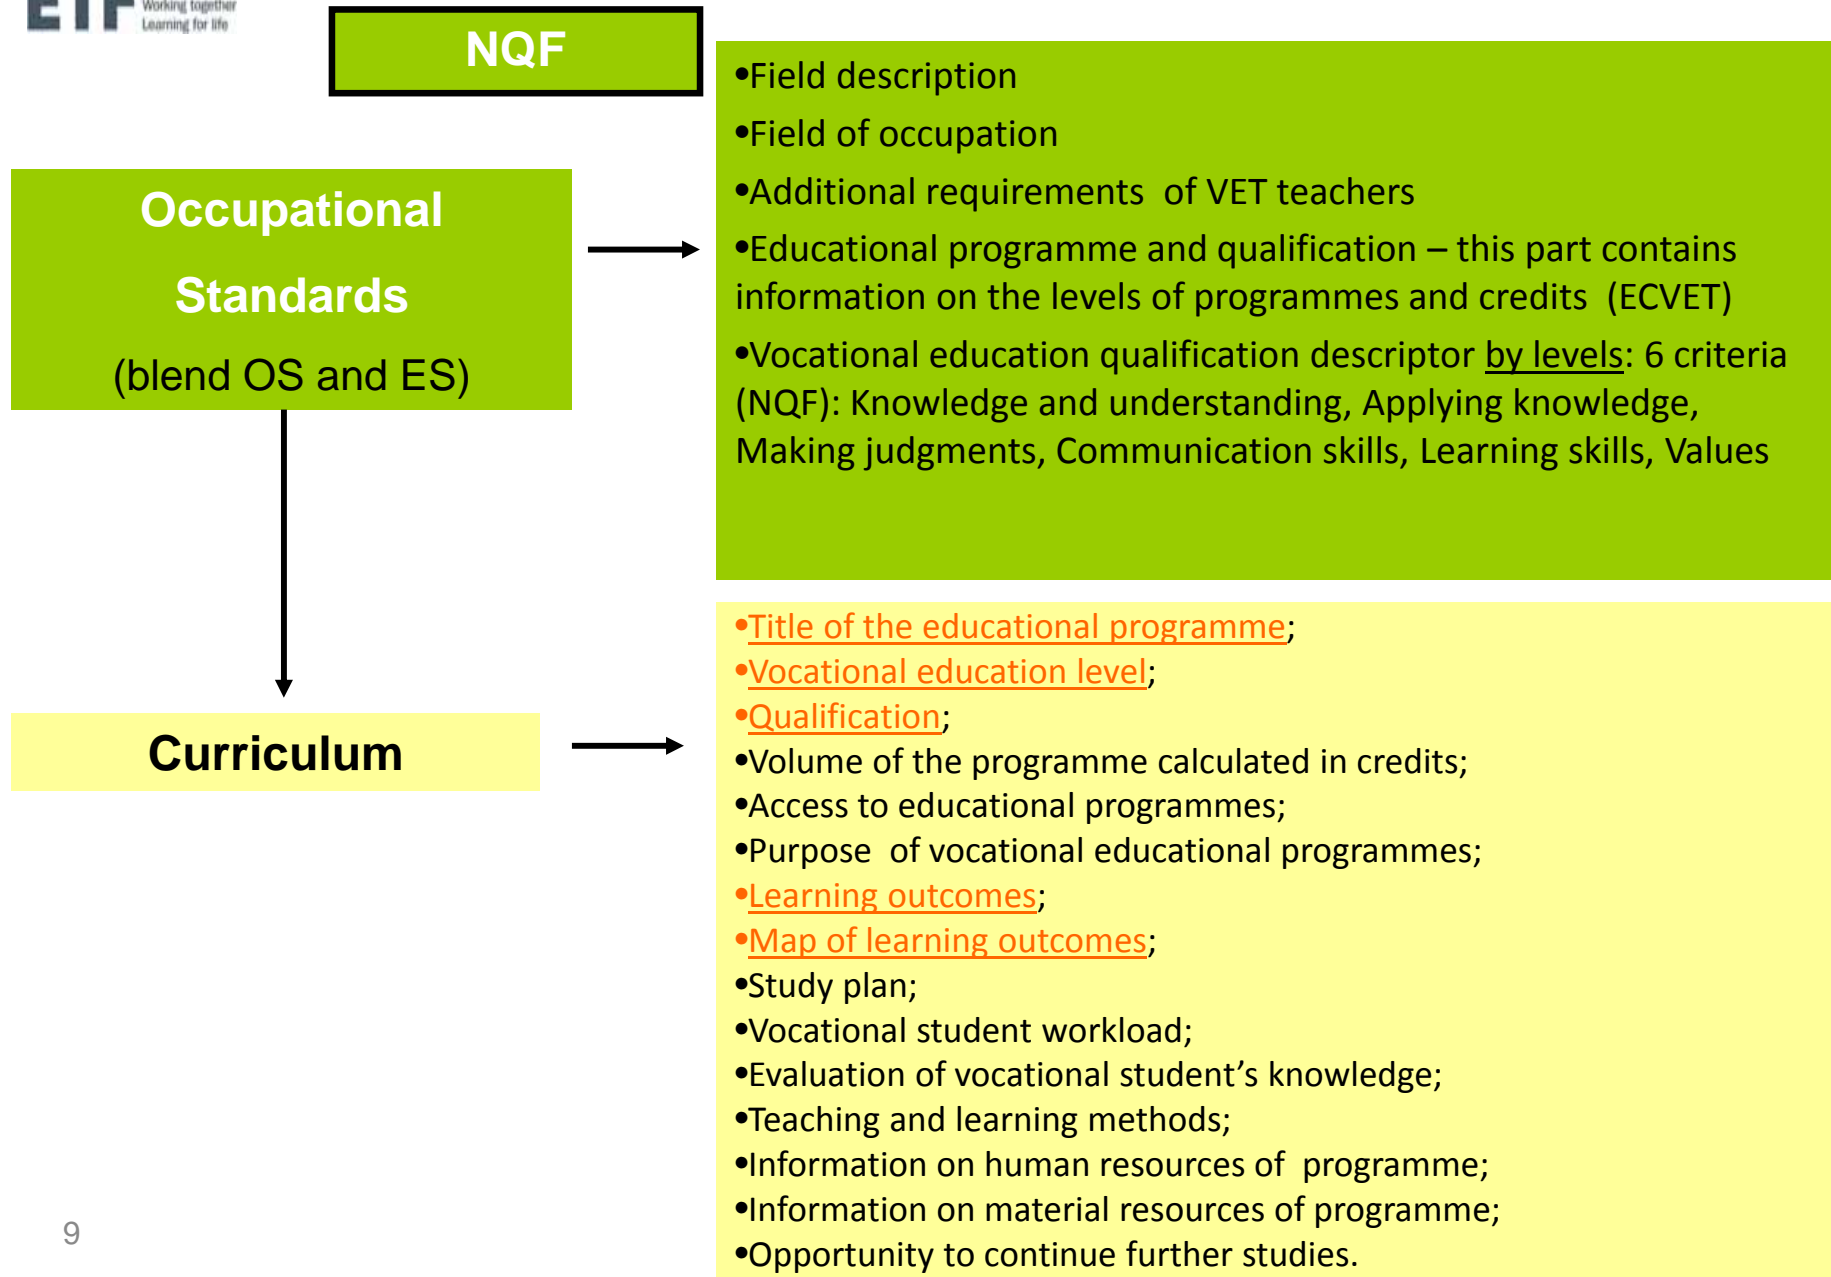 ETF Working together
Learning for life
NQF
Occupational
Standards
(blend OS and ES)
Curriculum
•Field description
•Field of occupation
•Additional requirements  of VET teachers
•Educational programme and qualification – this part contains
information on the levels of programmes and credits  (ECVET)
•Vocational education qualification descriptor by levels: 6 criteria
(NQF): Knowledge and understanding, Applying knowledge,
Making judgments, Communication skills, Learning skills, Values
•Title of the educational programme;
•Vocational education level;
•Qualification;
•Volume of the programme calculated in credits;
•Access to educational programmes;
•Purpose  of vocational educational programmes;
•Learning outcomes;
•Map of learning outcomes;
•Study plan;
•Vocational student workload;
•Evaluation of vocational student’s knowledge;
•Teaching and learning methods;
•Information on human resources of  programme;
•Information on material resources of programme;
•Opportunity to continue further studies.
9